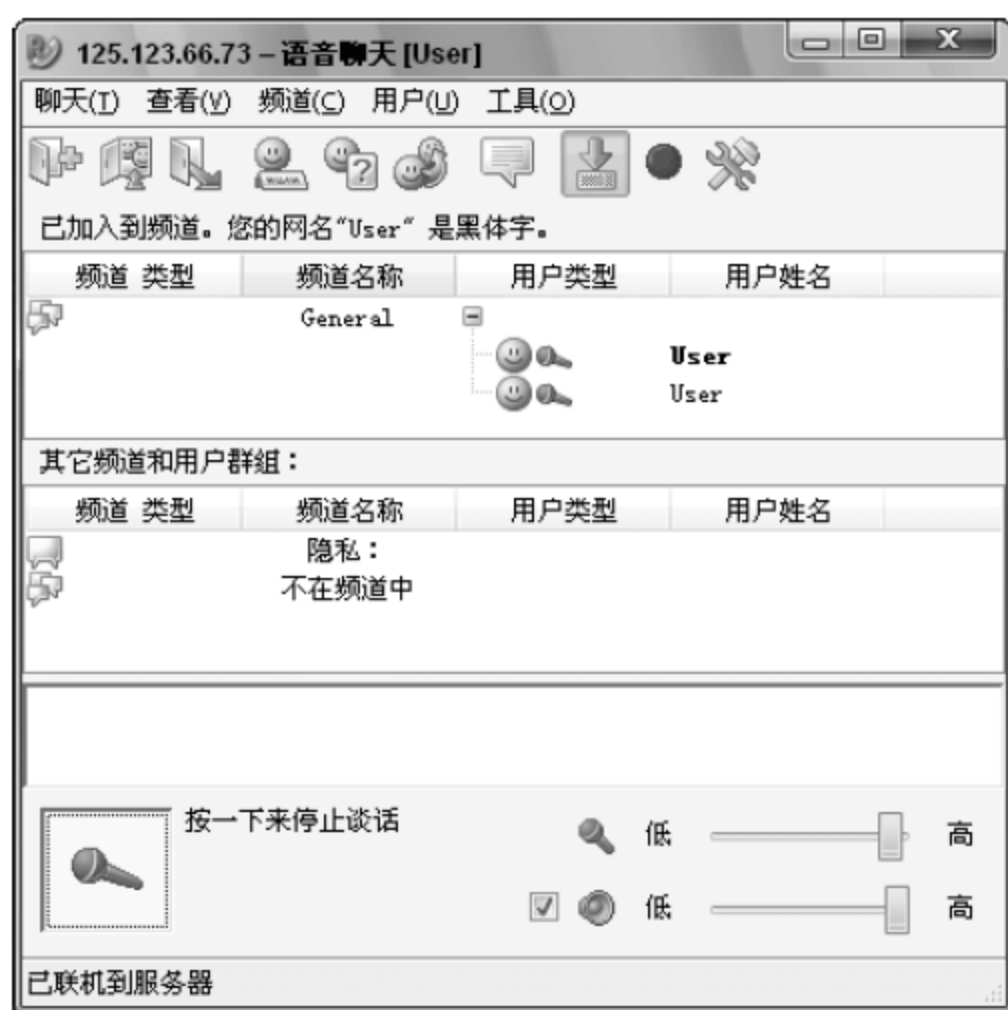 125.123.66.73 – 语音聊天 [User]
聊天(T) 查看(V) 频道(C) 用户(U) 工具(O)
已加入到频道。您的网名“User” 是黑体字。
频道 类型 频道名称 用户类型 用户姓名
General
User
User
其它频道和用户群组：
频道 类型 频道名称 用户类型 用户姓名
隐私：
不在频道中
按一下来停止谈话
低 高
低 高
已联机到服务器